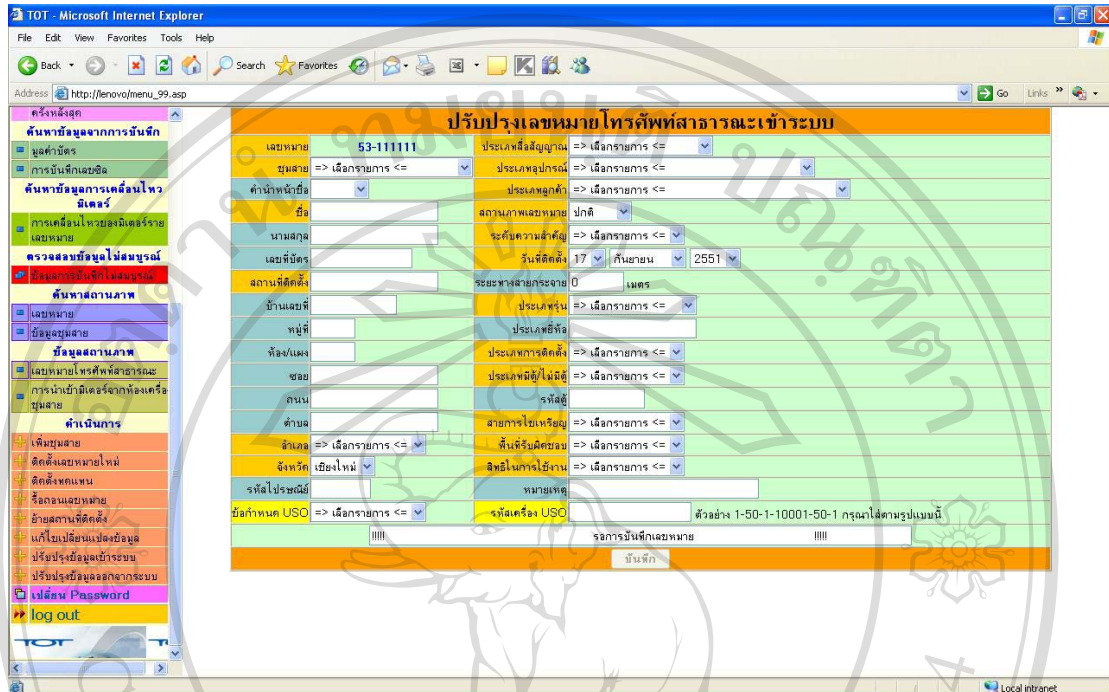 TOT - Microsoft Internet Explorer
File Edit View Favorites Tools Help
Back Search Favorites
Address http://lenovo/menu_99.asp Go Links »
ครั้งหลังสุด
ค้นหาข้อมูลจากการบันทึก
มูลค่าบัตร
การบันทึกเลขซิล
ค้นหาข้อมูลการเคลื่อนไหว
มิเตอร์
การเคลื่อนไหวของมิเตอร์ราย
เลขหมาย
ตรวจสอบข้อมูลไม่สมบูรณ์
ข้อมูลการบันทึกไม่สมบูรณ์
ค้นหาสถานภาพ
เลขหมาย
ข้อมูลชุมสาย
ข้อมูลสถานภาพ
เลขหมายโทรศัพท์สาธารณะ
การนำเข้ามิเตอร์จากห้องเครื่อง
ชุมสาย
ดำเนินการ
เพิ่มชุมสาย
ติดตั้งเลขหมายใหม่
ติดตั้งทดแทน
รื้อถอนเลขหมาย
ย้ายสถานที่ติดตั้ง
แก้ไขเปลี่ยนแปลงข้อมูล
ปรับปรุงข้อมูลเข้าระบบ
ปรับปรุงข้อมูลออกจากระบบ
เปลี่ยน Password
log out
TOT
ปรับปรุงเลขหมายโทรศัพท์สาธารณะเข้าระบบ
เลขหมาย 53-111111 ประเภทสื่อสัญญาณ => เลือกรายการ <=
ชุมสาย => เลือกรายการ <= ประเภทอุปกรณ์ => เลือกรายการ <=
คำนำหน้าชื่อ ประเภทลูกค้า => เลือกรายการ <=
ชื่อ สถานภาพเลขหมาย ปกติ
นามสกุล ระดับความสำคัญ => เลือกรายการ <=
เลขที่บัตร วันที่ติดตั้ง 17 กันยายน 2551
สถานที่ติดตั้ง ระยะทางสายกระจาย 0 เมตร
บ้านเลขที่ ประเภทรุ่น => เลือกรายการ <=
หมู่ที่ ประเภทยี่ห้อ
ห้อง/แผง ประเภทการติดตั้ง => เลือกรายการ <=
ซอย ประเภทมีตู้/ไม่มีตู้ => เลือกรายการ <=
ถนน รหัสตู้
ตำบล สายการไขเหรียญ => เลือกรายการ <=
อำเภอ => เลือกรายการ <= พื้นที่รับผิดชอบ => เลือกรายการ <=
จังหวัด เชียงใหม่ สิทธิในการใช้งาน => เลือกรายการ <=
รหัสไปรษณีย์ หมายเหตุ
ข้อกำหนด USO => เลือกรายการ <= รหัสเครื่อง USO ตัวอย่าง 1-50-1-10001-50-1 กรุณาใส่ตามรูปแบบนี้
!!!!! รอการบันทึกเลขหมาย !!!!!
บันทึก
Local intranet